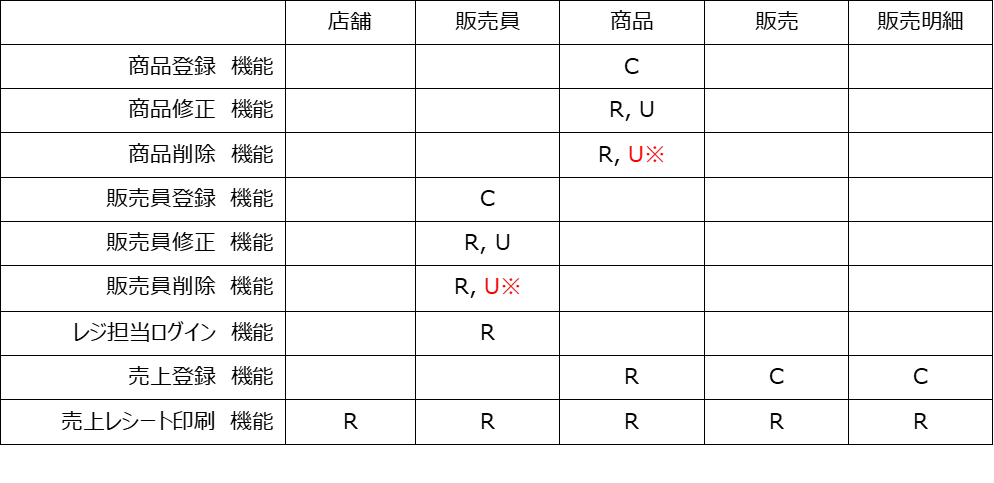 店舗 販売員 商品 販売 販売明細
商品登録 機能 C
商品修正 機能 R, U
商品削除 機能 R, U※
販売員登録 機能 C
販売員修正 機能 R, U
販売員削除 機能 R, U※
レジ担当ログイン 機能 R
売上登録 機能 R C C
売上レシート印刷 機能 R R R R R